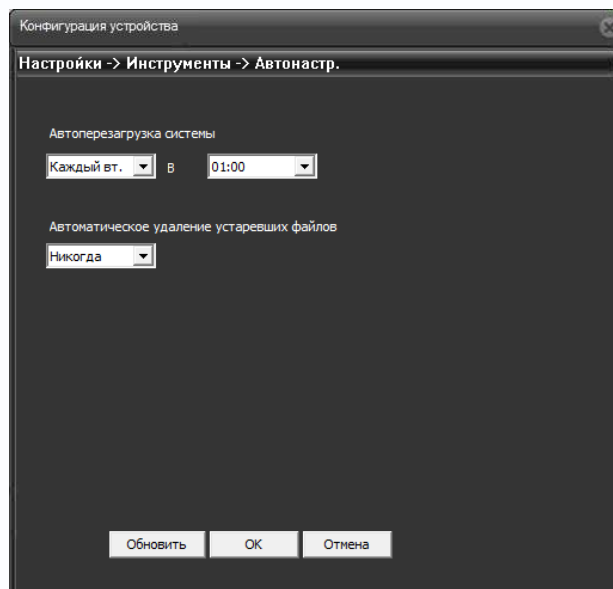 Конфигурация устройства
Настройки -> Инструменты -> Автонастр.
Автоперезагрузка системы
Каждый вт. В 01:00
Автоматическое удаление устаревших файлов
Никогда
Обновить OK Отмена